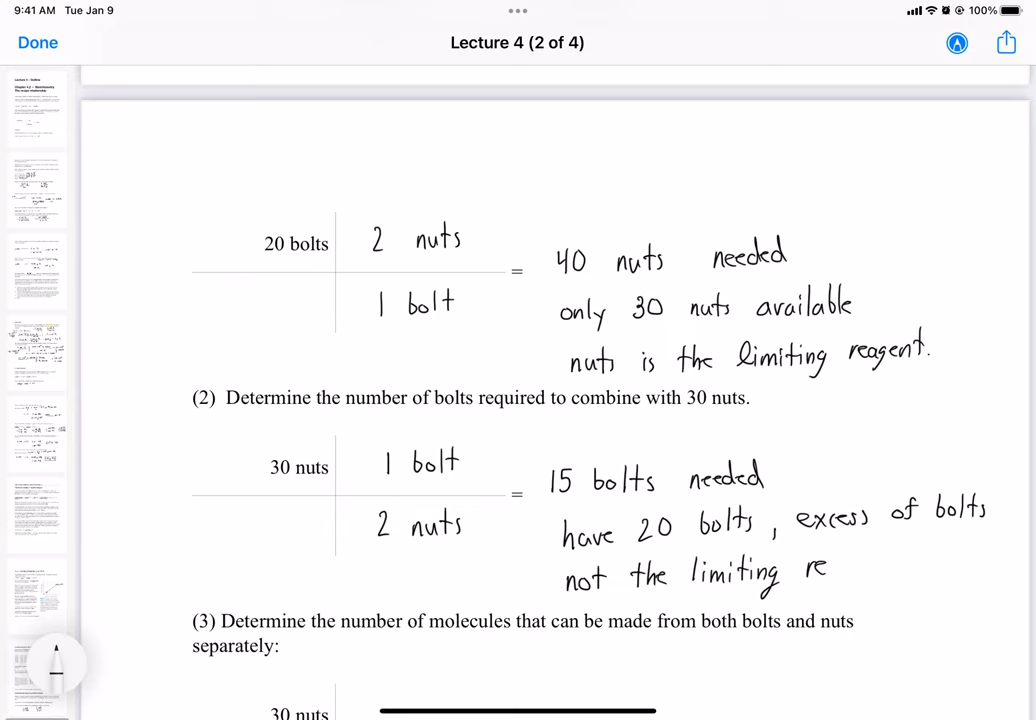 9:41 AM Tue Jan 9
100%
Done
Lecture 4 (2 of 4)
20 bolts
2 nuts
1 bolt
=
40 nuts needed
only 30 nuts available
nuts is the limiting reagent.
(2) Determine the number of bolts required to combine with 30 nuts.
30 nuts
1 bolt
2 nuts
=
15 bolts needed
have 20 bolts, excess of bolts
not the limiting re
(3) Determine the number of molecules that can be made from both bolts and nuts
separately:
30 nuts